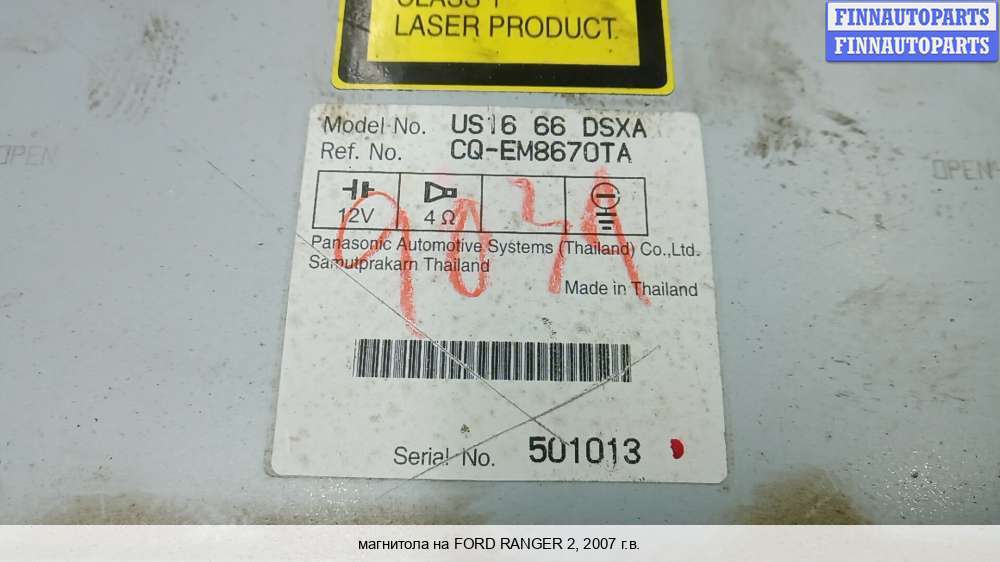 CLASS 1
LASER PRODUCT.
FINNAUTOPARTS
FINNAUTOPARTS
Model No. US16 66 DSXA
Ref. No. CQ-EM8670TA
OPEN
OPEN
12V
4 Ω
Panasonic Automotive Systems (Thailand) Co.,Ltd.
Samutprakarn Thailand
Made in Thailand
Serial No. 501013
магнитола на FORD RANGER 2, 2007 г.в.